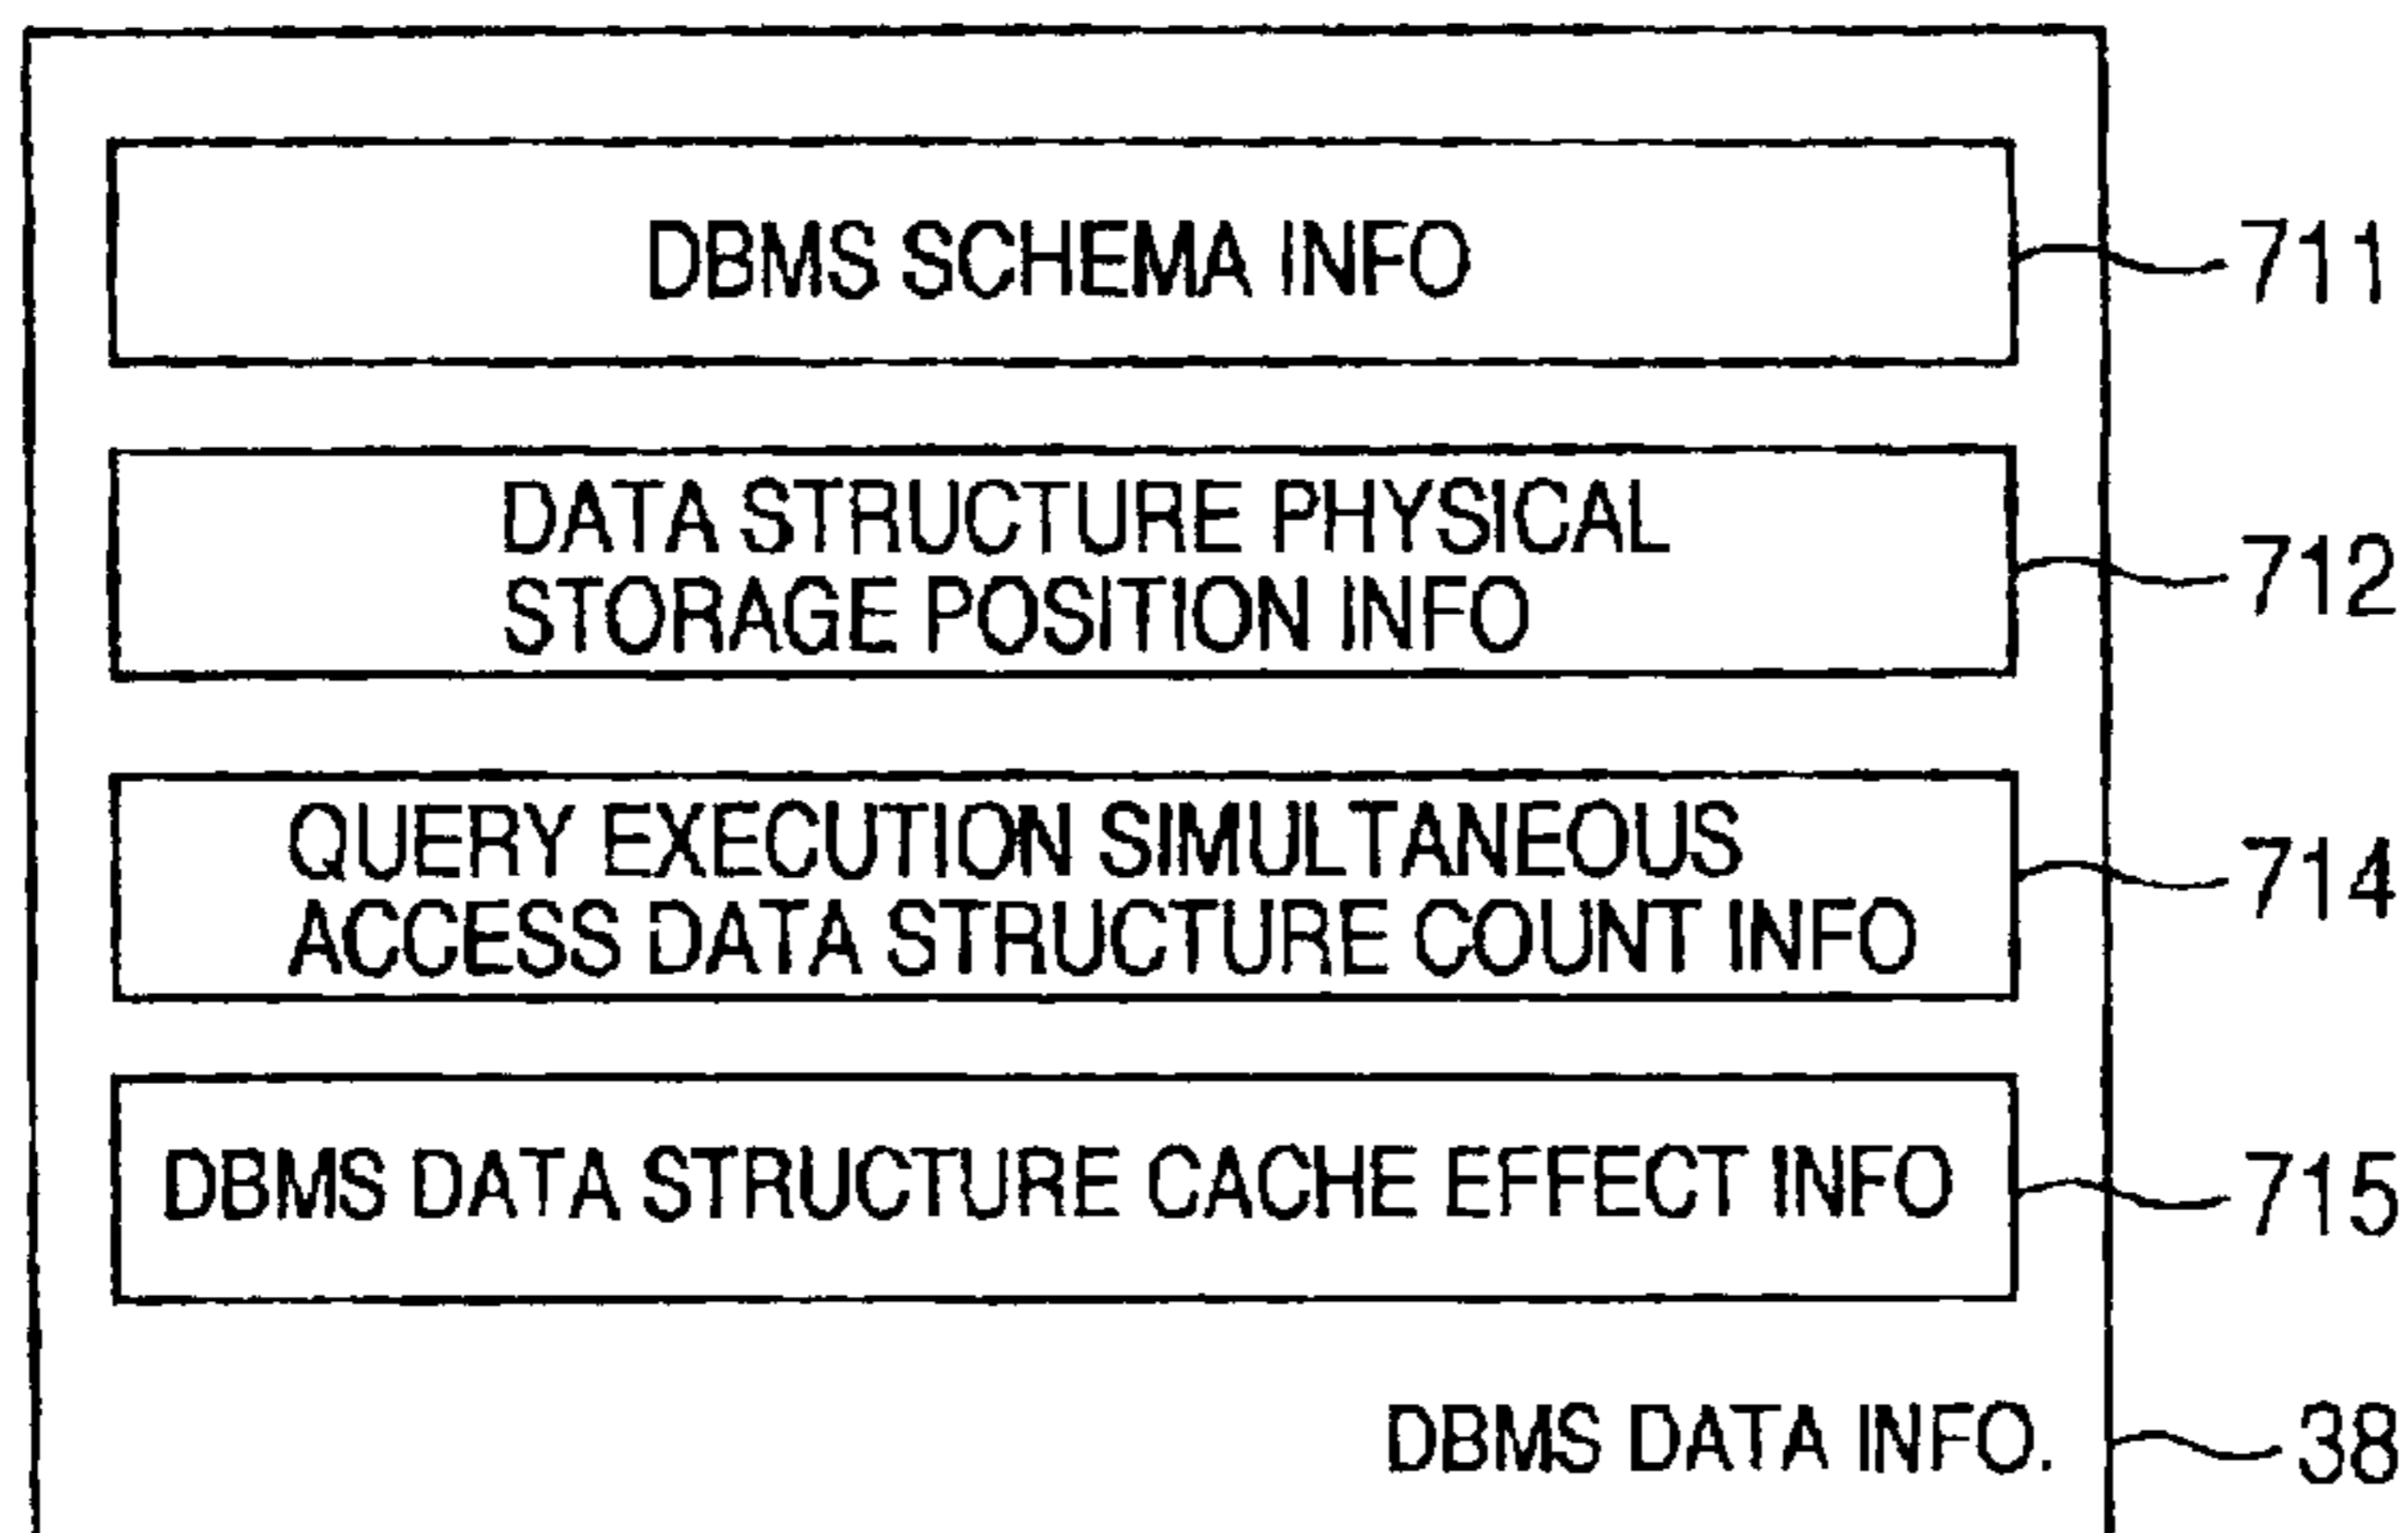 DBMS SCHEMA INFO
711
DATA STRUCTURE PHYSICAL
STORAGE POSITION INFO
712
QUERY EXECUTION SIMULTANEOUS
ACCESS DATA STRUCTURE COUNT INFO
714
DBMS DATA STRUCTURE CACHE EFFECT INFO
715
DBMS DATA INFO.
38